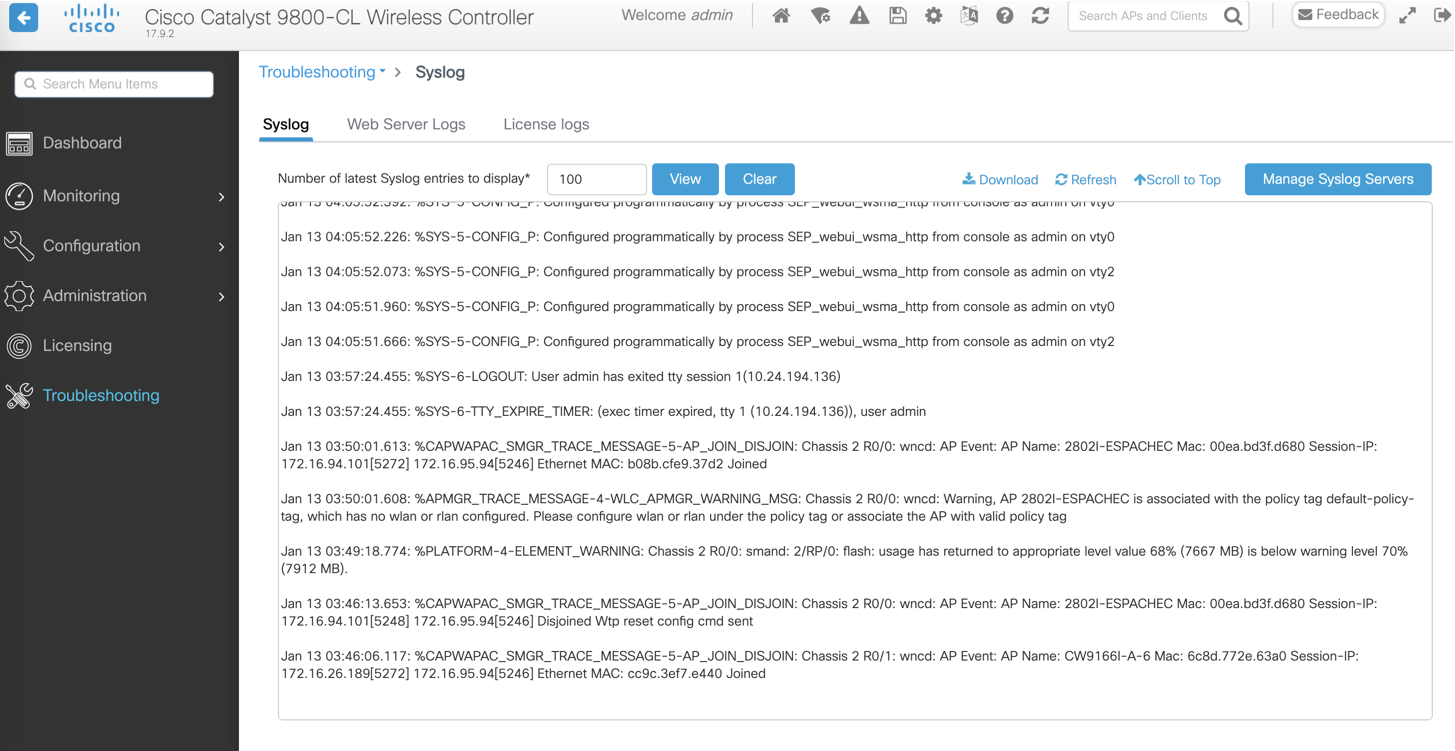 Cisco Catalyst 9800-CL Wireless Controller
CISCO
17.9.2
Welcome admin
Search APs and Clients
Feedback
Search Menu Items
Dashboard
Monitoring
Configuration
Administration
Licensing
Troubleshooting
Troubleshooting > Syslog
Syslog
Web Server Logs
License logs
Number of latest Syslog entries to display*
100
View
Clear
Download
Refresh
Scroll to Top
Manage Syslog Servers
Jan 13 04:05:52.392: %SYS-5-CONFIG_P: Configured programmatically by process SEP_webui_wsma_http from console as admin on vty0
Jan 13 04:05:52.226: %SYS-5-CONFIG_P: Configured programmatically by process SEP_webui_wsma_http from console as admin on vty0
Jan 13 04:05:52.073: %SYS-5-CONFIG_P: Configured programmatically by process SEP_webui_wsma_http from console as admin on vty2
Jan 13 04:05:51.960: %SYS-5-CONFIG_P: Configured programmatically by process SEP_webui_wsma_http from console as admin on vty0
Jan 13 04:05:51.666: %SYS-5-CONFIG_P: Configured programmatically by process SEP_webui_wsma_http from console as admin on vty2
Jan 13 03:57:24.455: %SYS-6-LOGOUT: User admin has exited tty session 1(10.24.194.136)
Jan 13 03:57:24.455: %SYS-6-TTY_EXPIRE_TIMER: (exec timer expired, tty 1 (10.24.194.136)), user admin
Jan 13 03:50:01.613: %CAPWAPAC_SMGR_TRACE_MESSAGE-5-AP_JOIN_DISJOIN: Chassis 2 R0/0: wncd: AP Event: AP Name: 2802I-ESPACHEC Mac: 00ea.bd3f.d680 Session-IP:
172.16.94.101[5272] 172.16.95.94[5246] Ethernet MAC: b08b.cfe9.37d2 Joined
Jan 13 03:50:01.608: %APMGR_TRACE_MESSAGE-4-WLC_APMGR_WARNING_MSG: Chassis 2 R0/0: wncd: Warning, AP 2802I-ESPACHEC is associated with the policy tag default-policy-
tag, which has no wlan or rlan configured. Please configure wlan or rlan under the policy tag or associate the AP with valid policy tag
Jan 13 03:49:18.774: %PLATFORM-4-ELEMENT_WARNING: Chassis 2 R0/0: smand: 2/RP/0: flash: usage has returned to appropriate level value 68% (7667 MB) is below warning level 70%
(7912 MB).
Jan 13 03:46:13.653: %CAPWAPAC_SMGR_TRACE_MESSAGE-5-AP_JOIN_DISJOIN: Chassis 2 R0/0: wncd: AP Event: AP Name: 2802I-ESPACHEC Mac: 00ea.bd3f.d680 Session-IP:
172.16.94.101[5248] 172.16.95.94[5246] Disjoined Wtp reset config cmd sent
Jan 13 03:46:06.117: %CAPWAPAC_SMGR_TRACE_MESSAGE-5-AP_JOIN_DISJOIN: Chassis 2 R0/1: wncd: AP Event: AP Name: CW9166I-A-6 Mac: 6c8d.772e.63a0 Session-IP:
172.16.26.189[5272] 172.16.95.94[5246] Ethernet MAC: cc9c.3ef7.e440 Joined